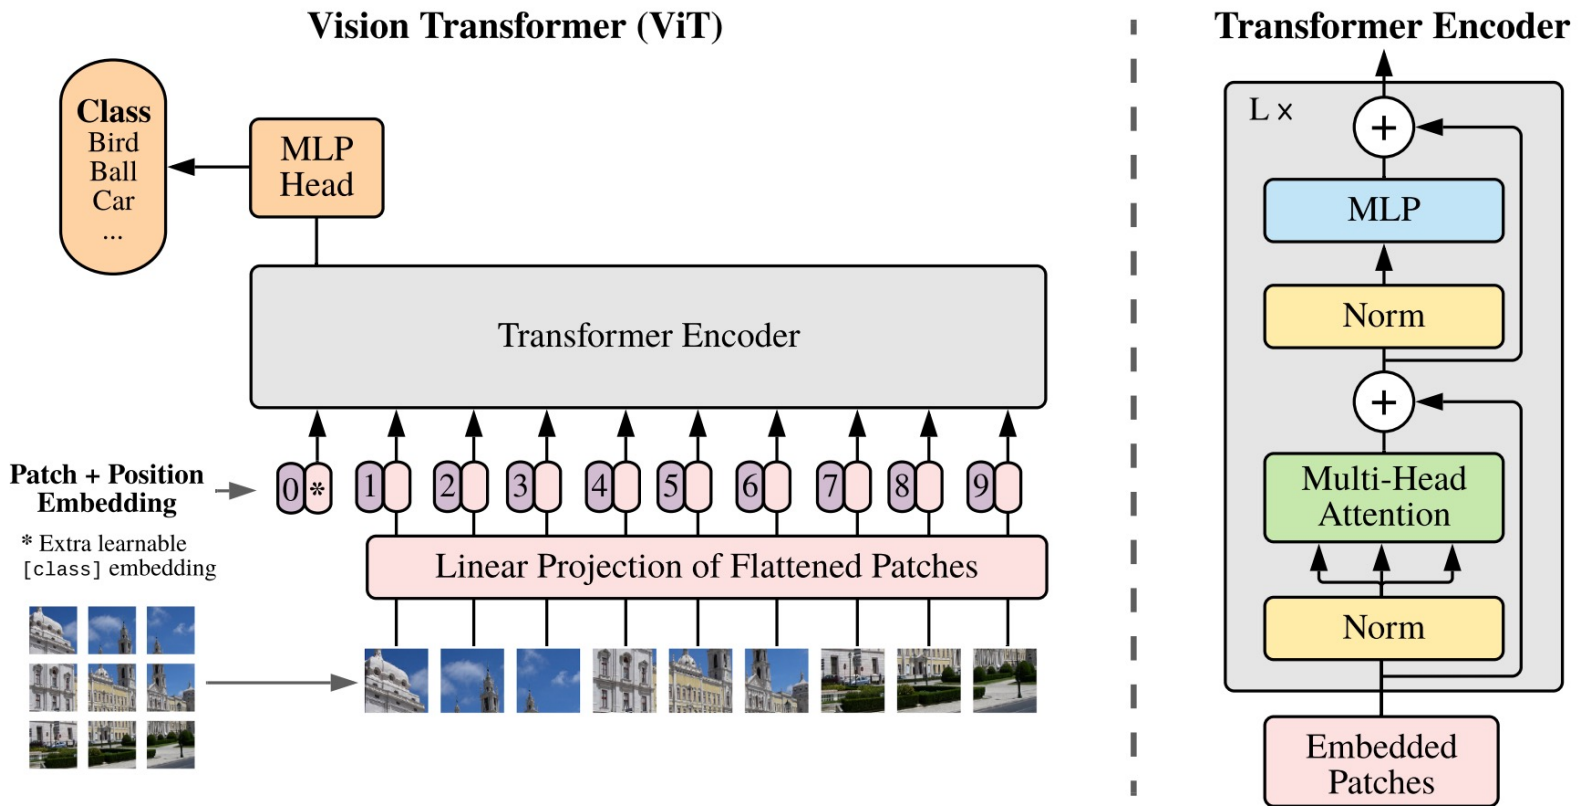 Vision Transformer (ViT)
Class
Bird
Ball
Car
...
MLP
Head
Transformer Encoder
Patch + Position
Embedding
0 * 1 2 3 4 5 6 7 8 9
* Extra learnable
[class] embedding
Linear Projection of Flattened Patches
Transformer Encoder
L x
+
MLP
Norm
+
Multi-Head
Attention
Norm
Embedded
Patches